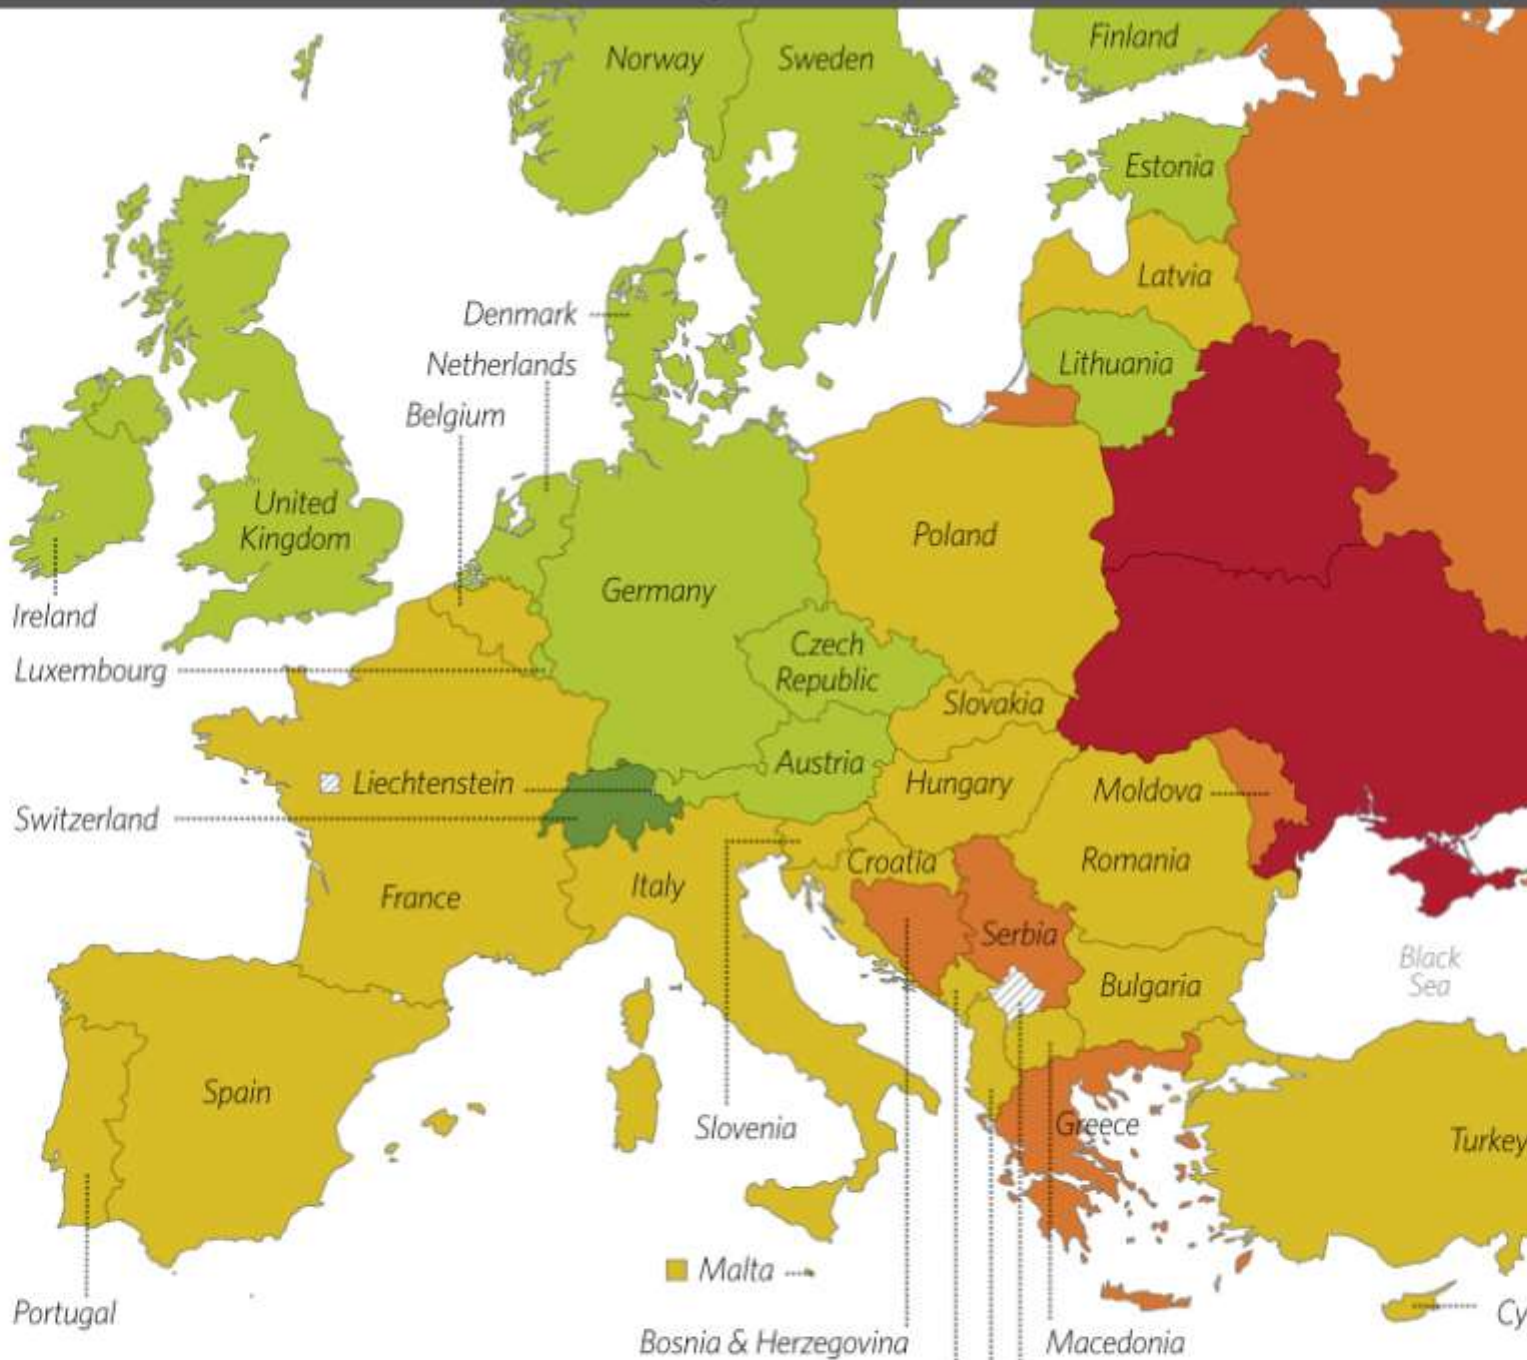 Norway
Sweden
Finland
Estonia
Latvia
Denmark
Netherlands
Lithuania
Belgium
United
Kingdom
Poland
Germany
Ireland
Czech
Republic
Luxembourg
Slovakia
Austria
Liechtenstein
Hungary
Moldova
Switzerland
Croatia
Romania
Italy
France
Serbia
Black
Sea
Bulgaria
Spain
Slovenia
Greece
Turkey
Malta
Portugal
Cy
Bosnia & Herzegovina
Macedonia